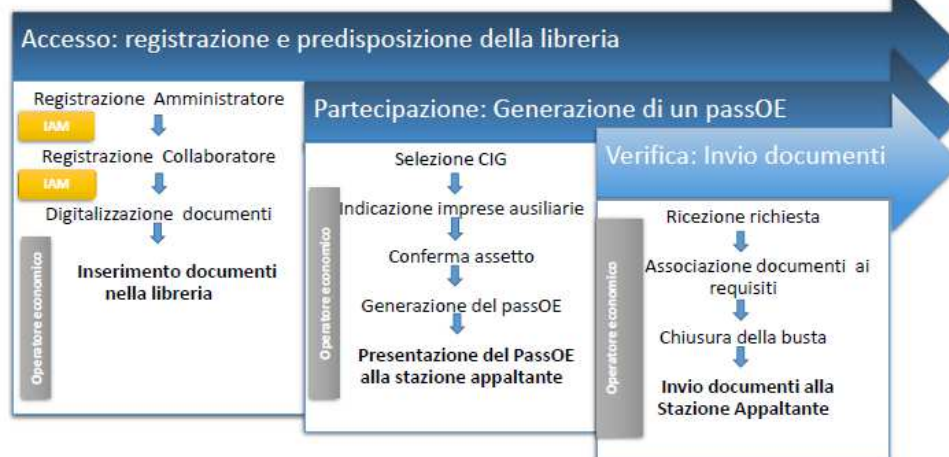 Accesso: registrazione e predisposizione della libreria
Registrazione Amministratore
IAM
Registrazione Collaboratore
IAM
Digitalizzazione documenti
Operatore economico
Inserimento documenti
nella libreria
Partecipazione: Generazione di un passOE
Selezione CIG
Operatore economico
Indicazione imprese ausiliarie
Conferma assetto
Generazione del passOE
Presentazione del PassOE
alla stazione appaltante
Verifica: Invio documenti
Ricezione richiesta
Operatore economico
Associazione documenti ai
requisiti
Chiusura della busta
Invio documenti alla
Stazione Appaltante